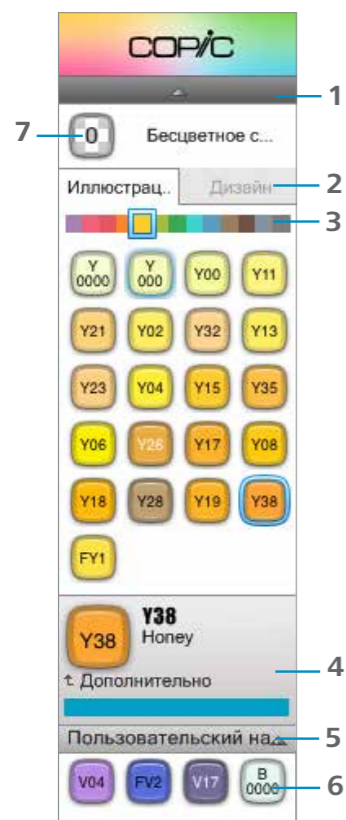 COPIC
1
7
0 Бесцветное с...
Иллюстрац.. Дизайн 2
3
Y 0000 Y 000 Y00 Y11
Y21 Y02 Y32 Y13
Y23 Y04 Y15 Y35
Y06 Y26 Y17 Y08
Y18 Y28 Y19 Y38
FY1
Y38
Y38 Honey
4
Дополнительно
Пользовательский на 5
V04 FV2 V17 B 0000 6